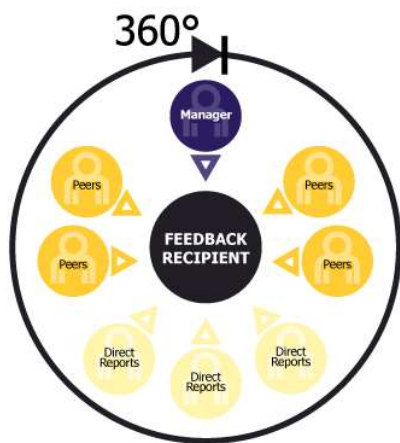 360°
Manager
Peers
Peers
FEEDBACK
RECIPIENT
Peers
Peers
Direct
Reports
Direct
Reports
Direct
Reports